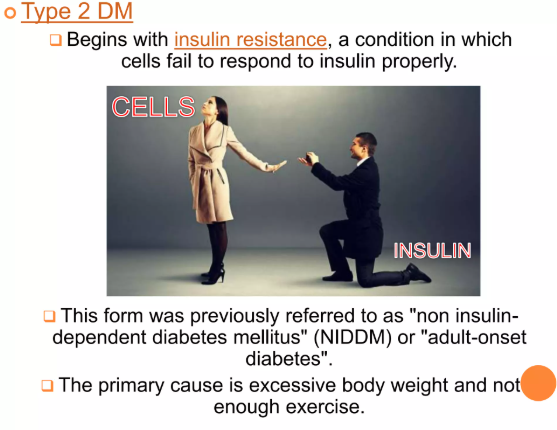 Type 2 DM
Begins with insulin resistance, a condition in which
cells fail to respond to insulin properly.
CELLS
INSULIN
This form was previously referred to as "non insulin-
dependent diabetes mellitus" (NIDDM) or "adult-onset
diabetes".
The primary cause is excessive body weight and not
enough exercise.